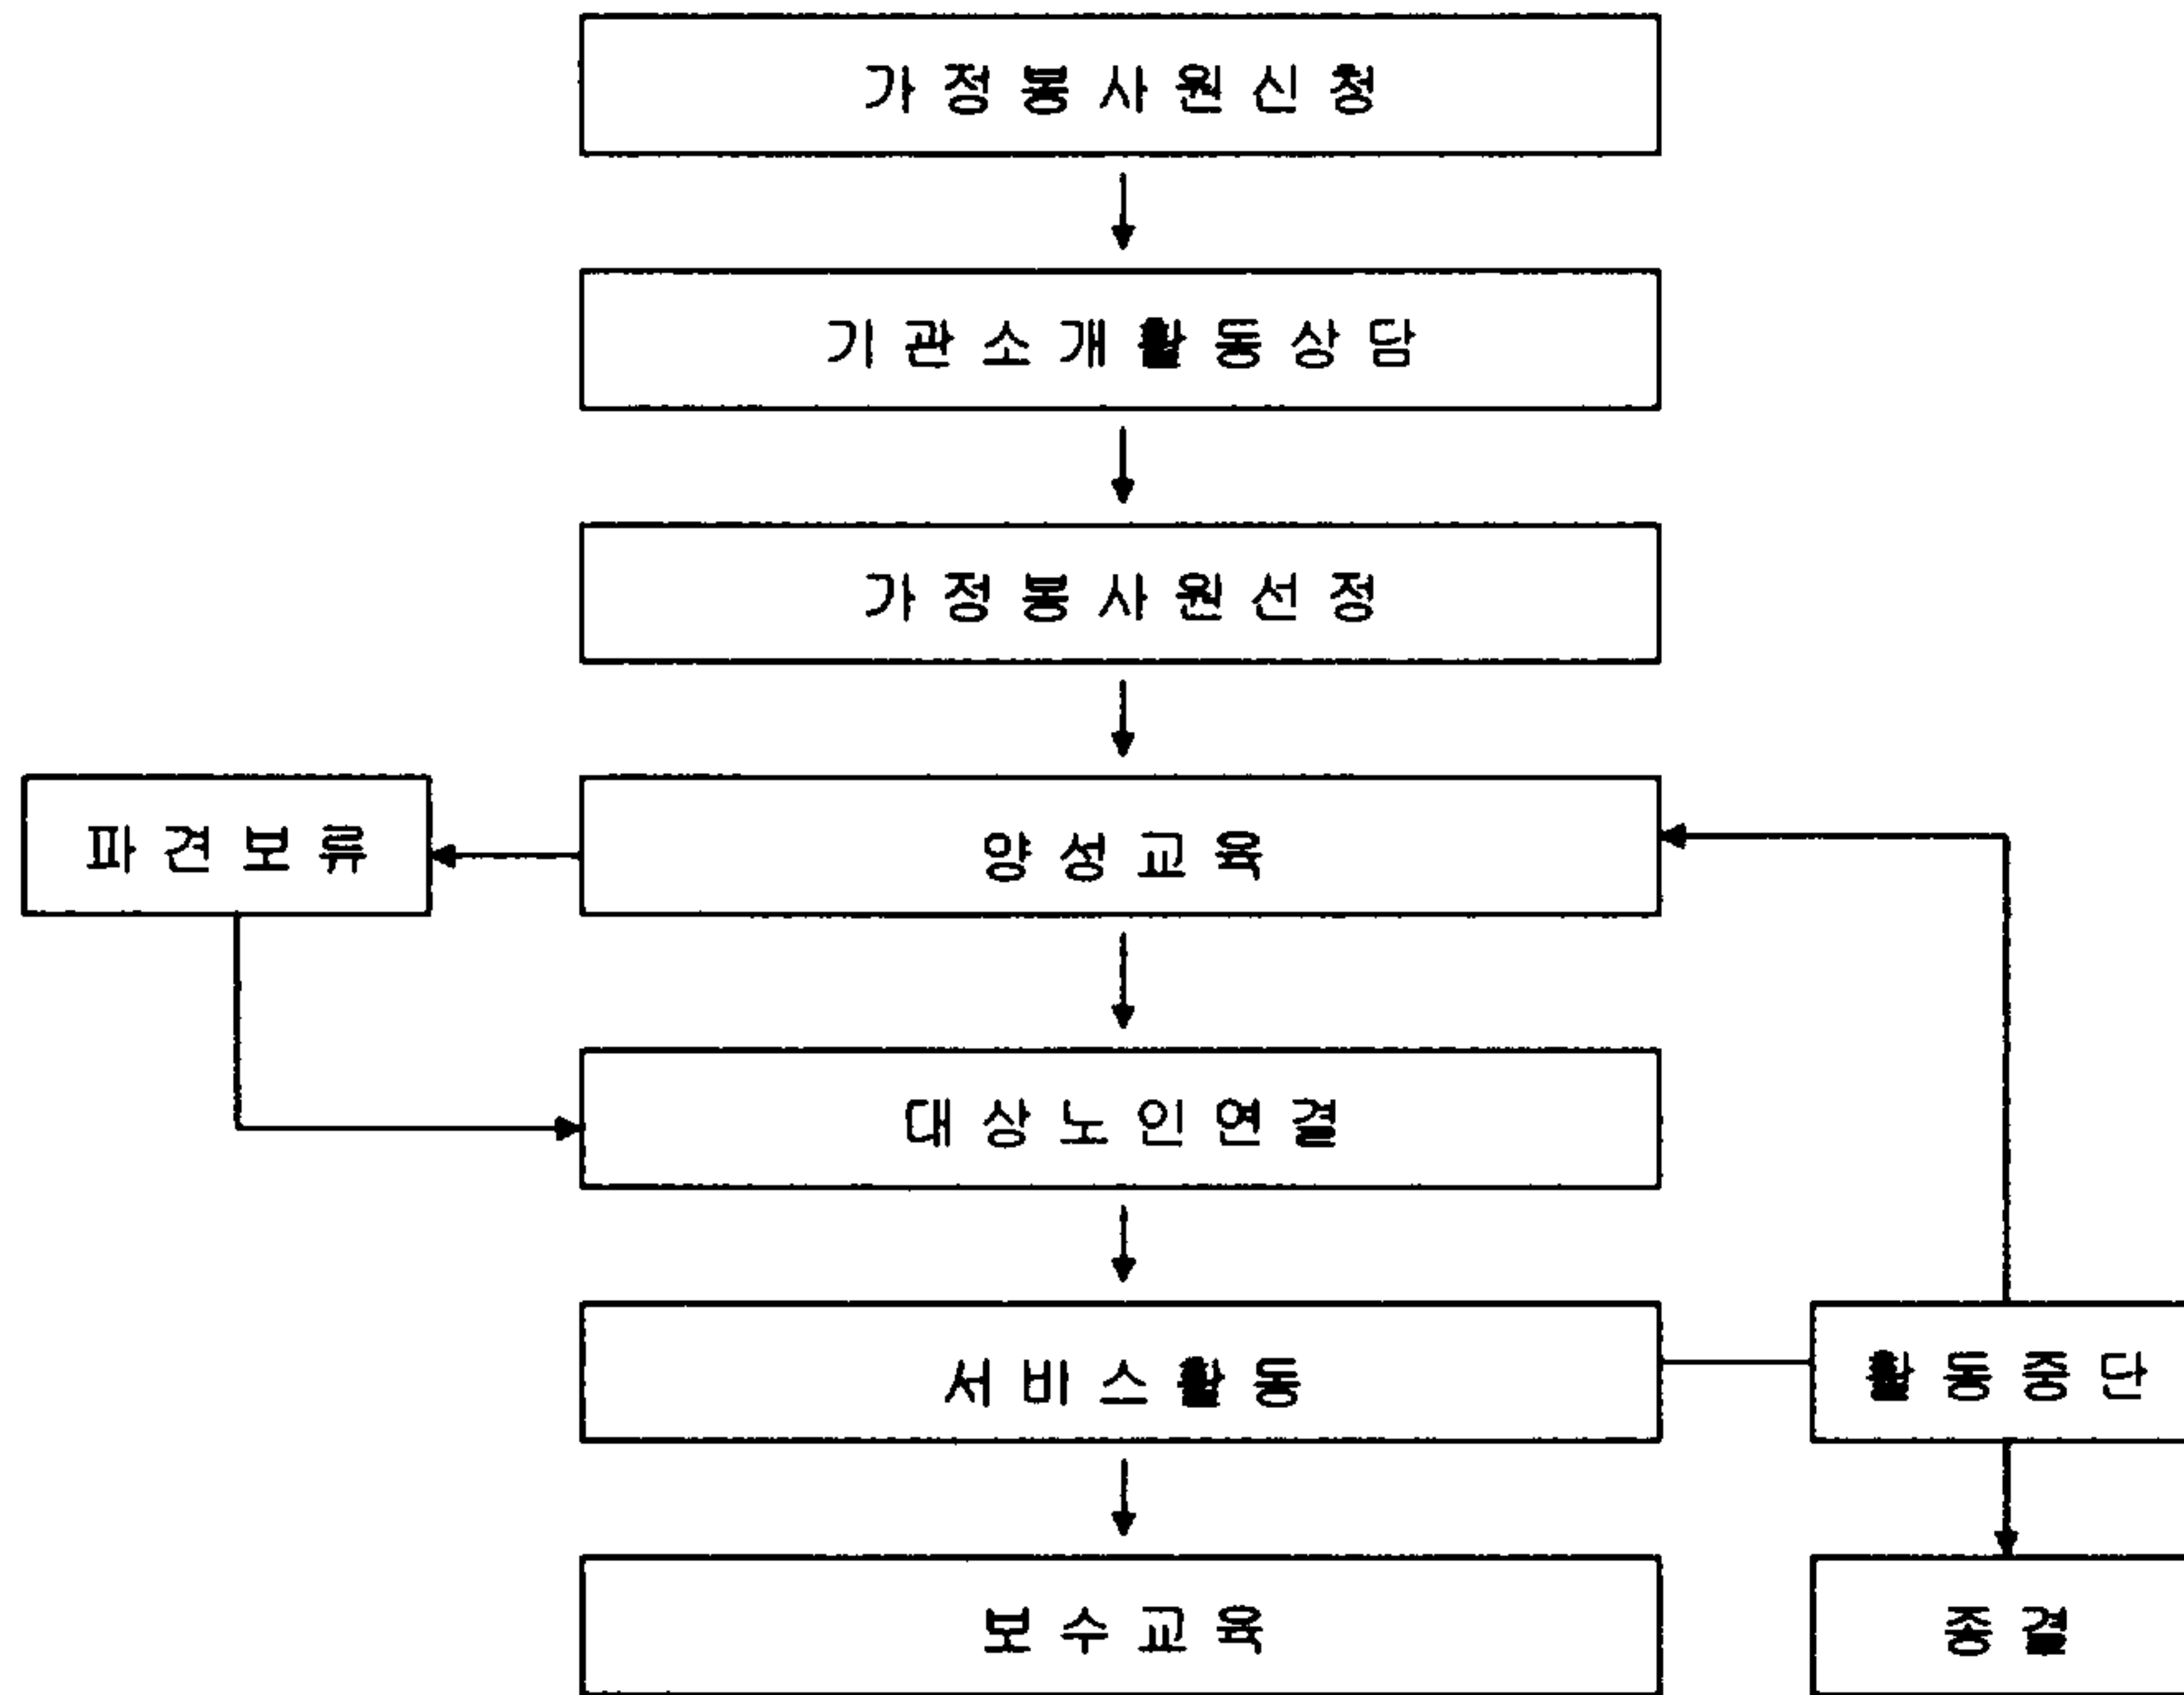 가정봉사원신청
기관소개활동상담
가정봉사원선정
파견보류
양성교육
대상노인연결
서비스활동
활동중단
보수교육
종결